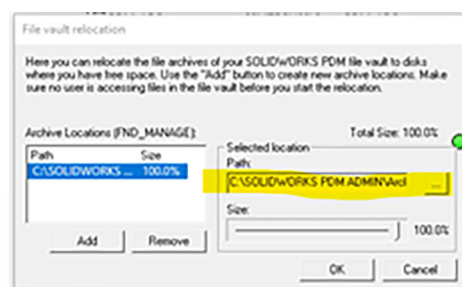 File vault relocation
Here you can relocate the file archives of your SOLIDWORKS PDM file vault to disks
where you have free space. Use the "Add" button to create new archive locations. Make
sure no user is accessing files in the file vault before you start the relocation.
Archive Locations (FND_MANAGE):
Total Size: 100.0%
Path Size
C:\SOLIDWORKS ... 100.0%
Selected location
Path:
C:\SOLIDWORKS PDM ADMIN\Arcl
...
Size:
100.0%
Add Remove
OK Cancel